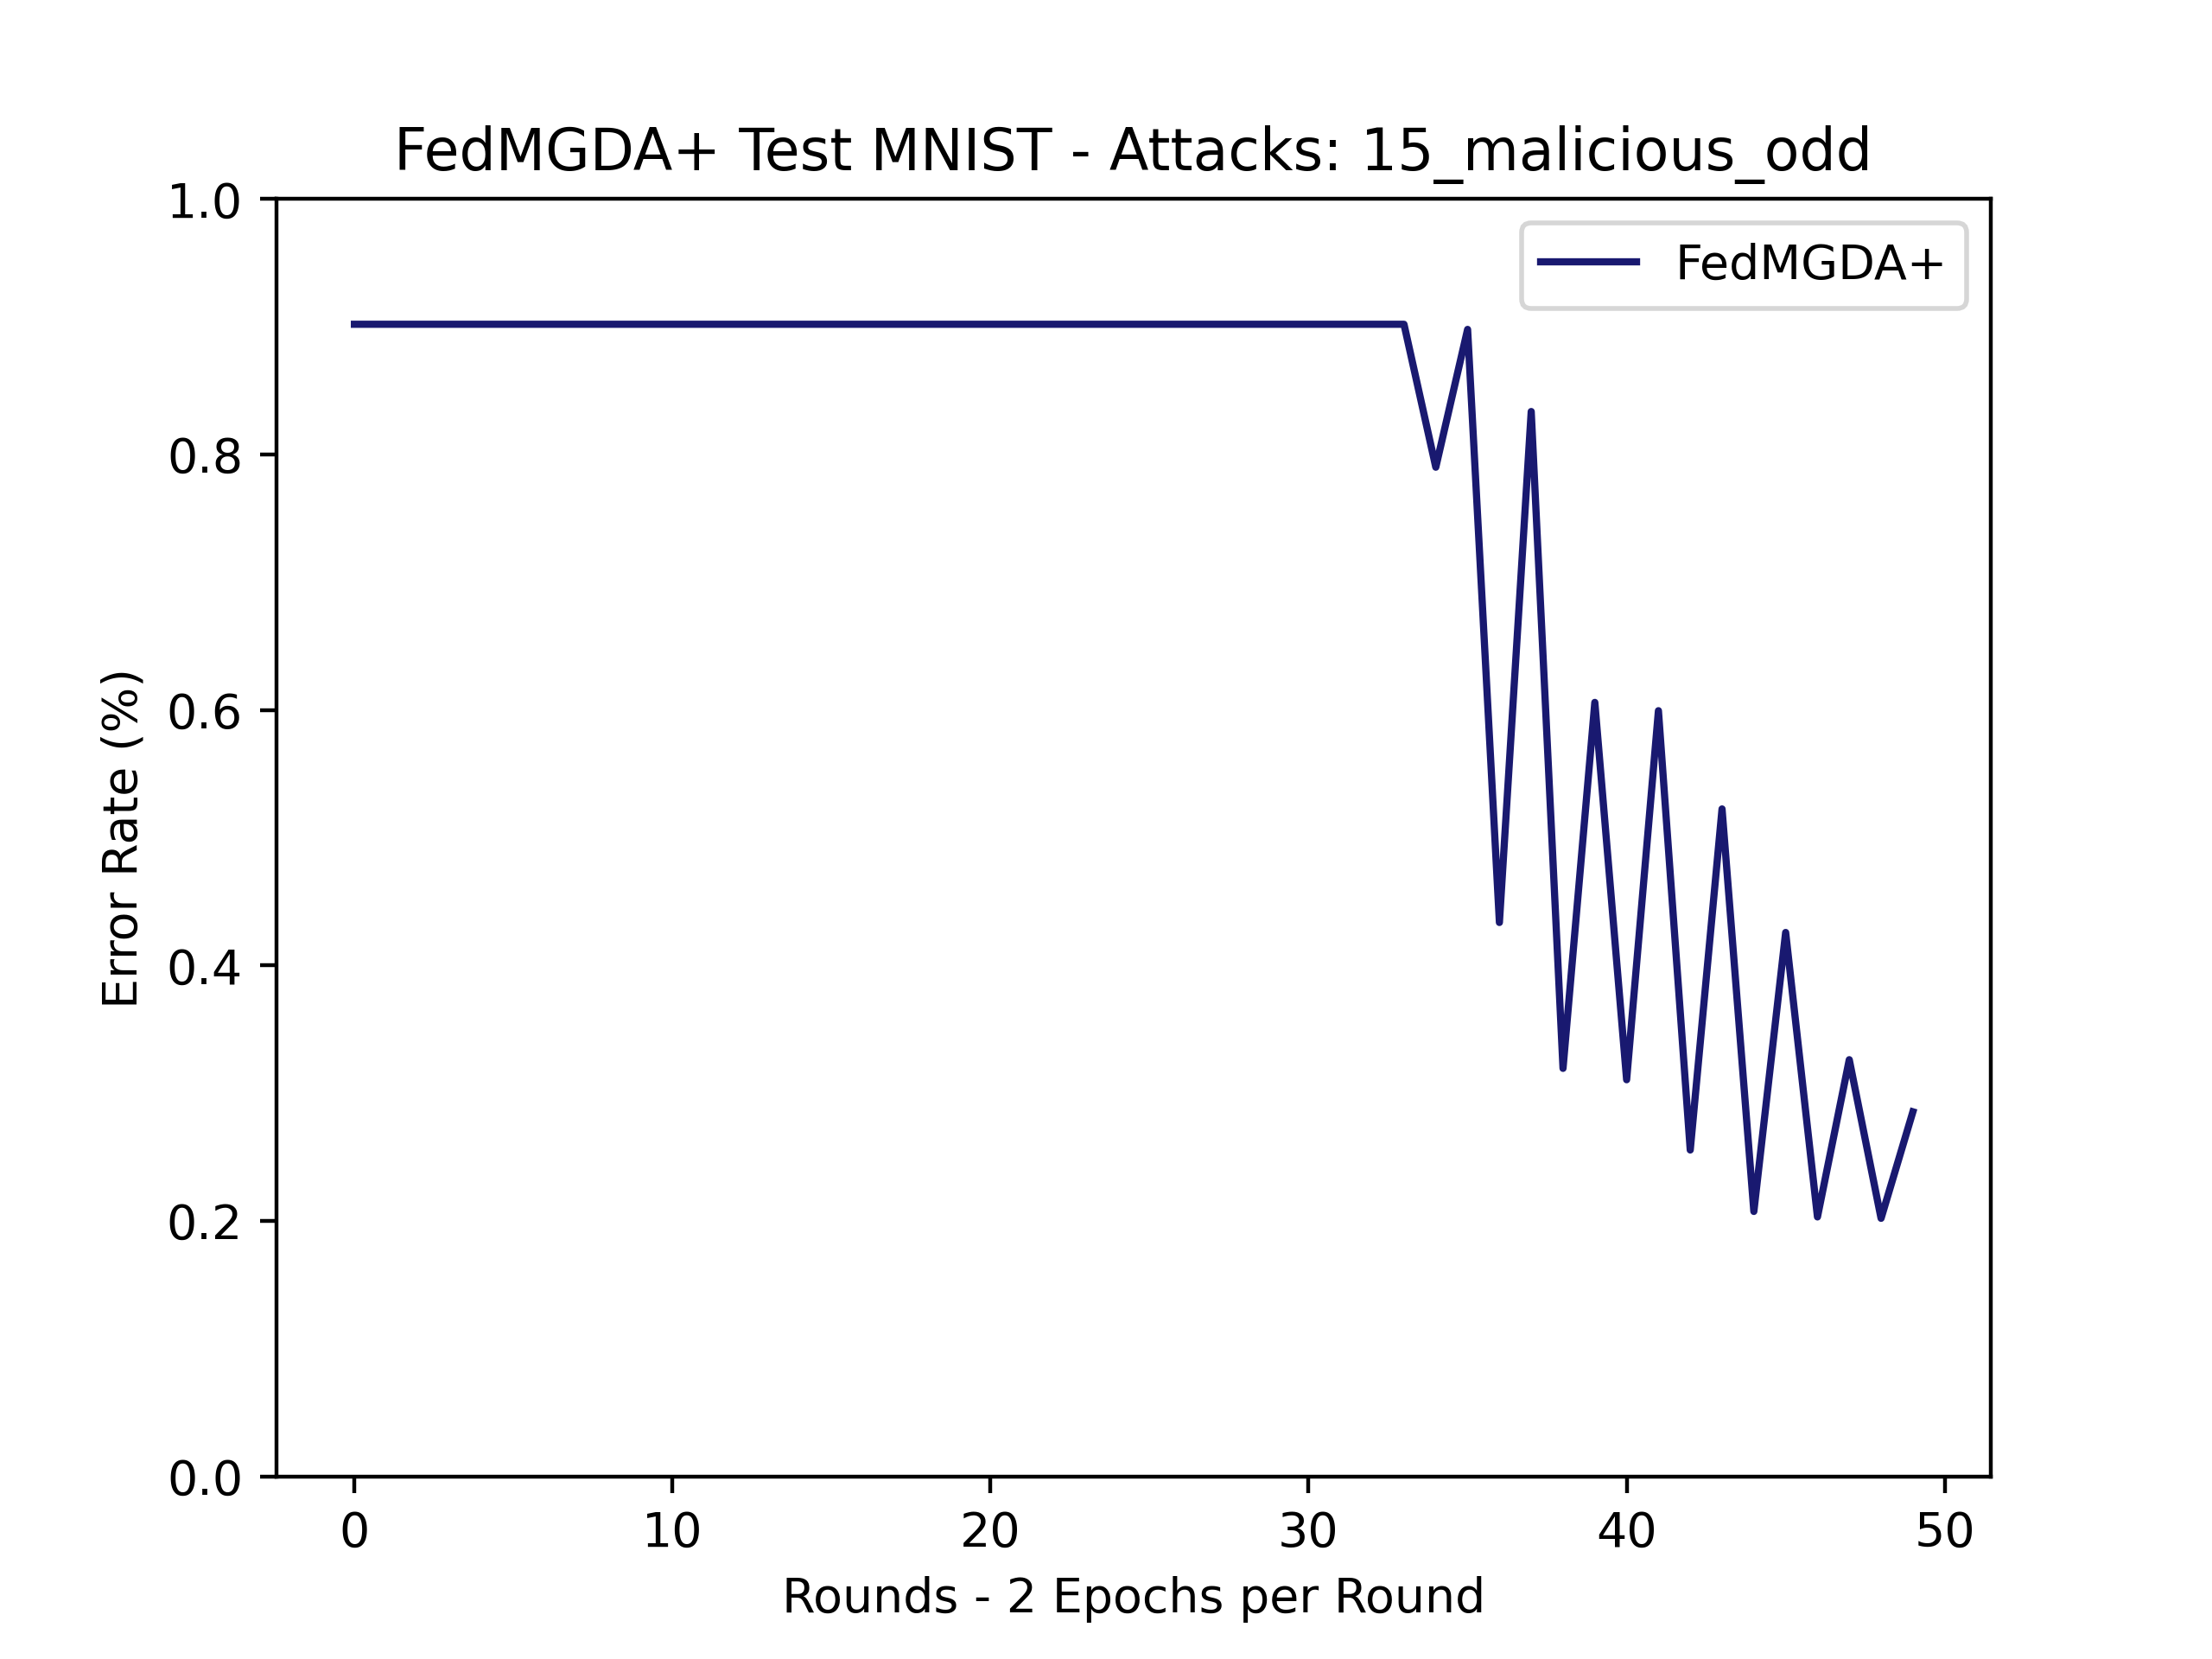 FedMGDA+ Test MNIST - Attacks: 15_malicious_odd
FedMGDA+
Error Rate (%)
1.0
0.8
0.6
0.4
0.2
0.0
0 10 20 30 40 50
Rounds - 2 Epochs per Round